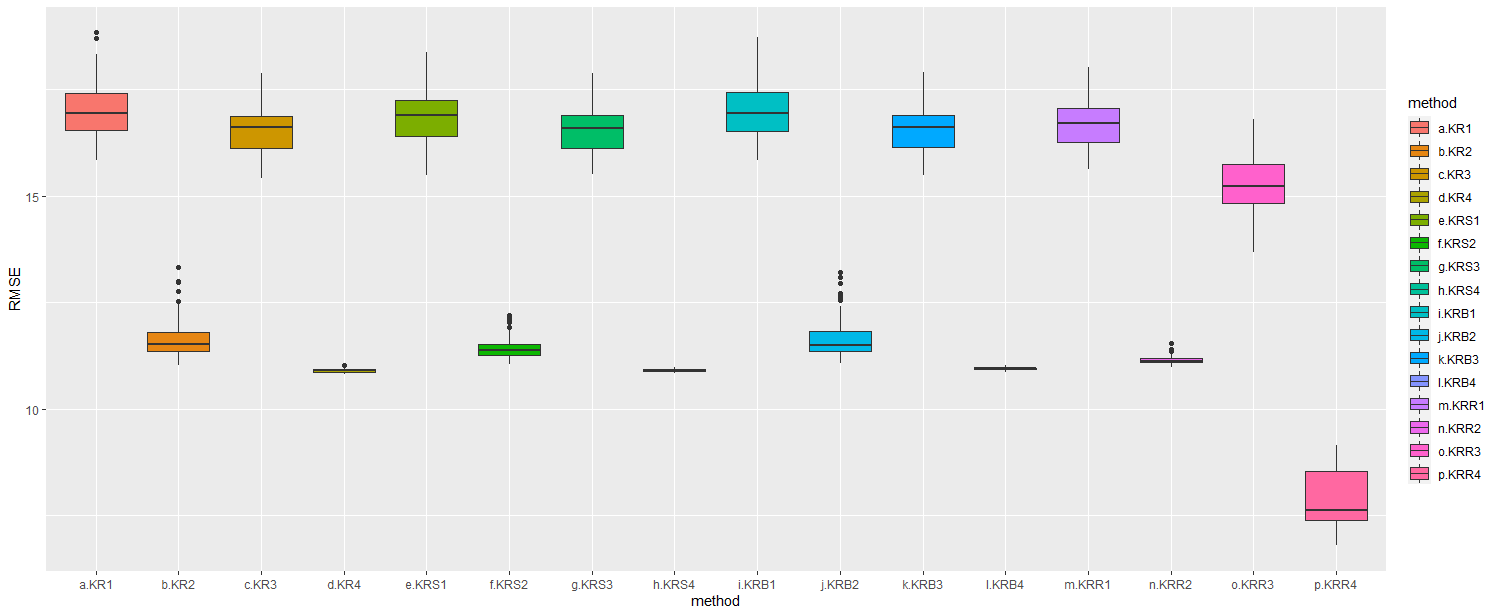 RMSE
15
10
a.KR1 b.KR2 c.KR3 d.KR4 e.KRS1 f.KRS2 g.KRS3 h.KRS4 i.KRB1 j.KRB2 k.KRB3 l.KRB4 m.KRR1 n.KRR2 o.KRR3 p.KRR4
method
method
a.KR1
b.KR2
c.KR3
d.KR4
e.KRS1
f.KRS2
g.KRS3
h.KRS4
i.KRB1
j.KRB2
k.KRB3
l.KRB4
m.KRR1
n.KRR2
o.KRR3
p.KRR4